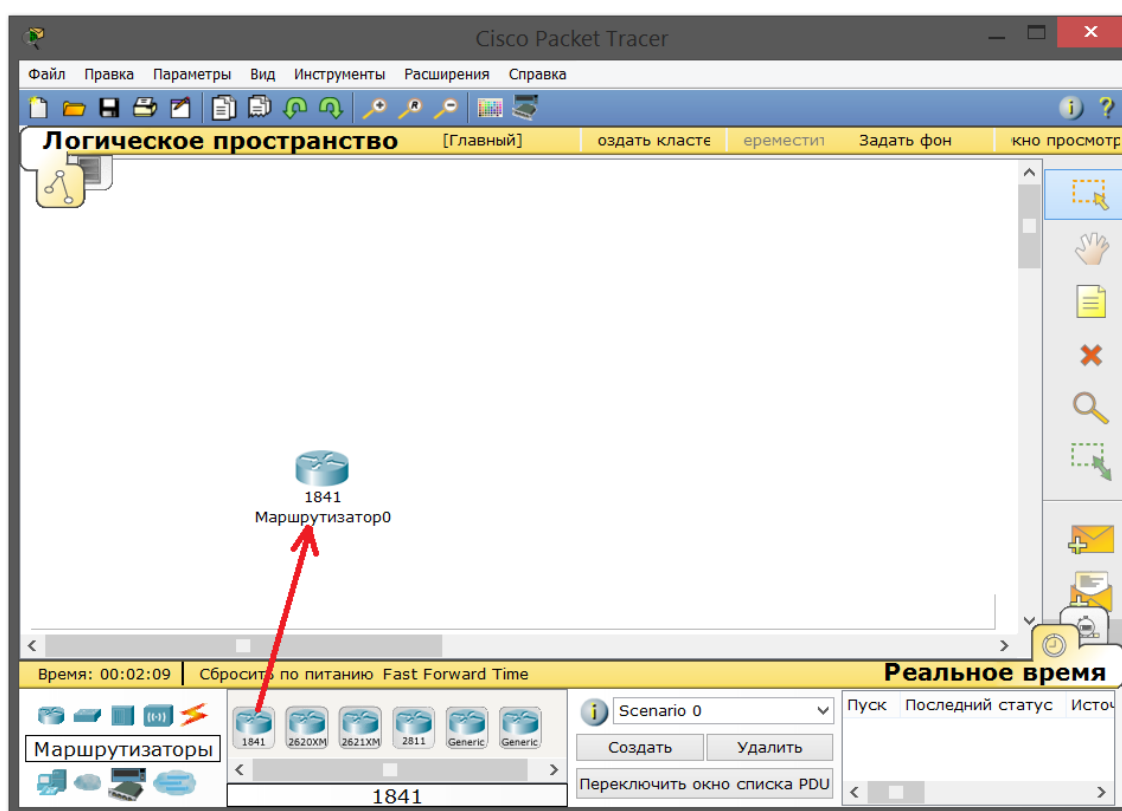 Cisco Packet Tracer
Файл Правка Параметры Вид Инструменты Расширения Справка
Логическое пространство [Главный] оздать класте ереместит Задать фон кно просмотр
1841
Маршрутизатор0
Время: 00:02:09 Сбросить по питанию Fast Forward Time Реальное время
Маршрутизаторы
1841 2620XM 2621XM 2811 Generic Generic
1841
Scenario 0
Создать Удалить
Переключить окно списка PDU
Пуск Последний статус Источ